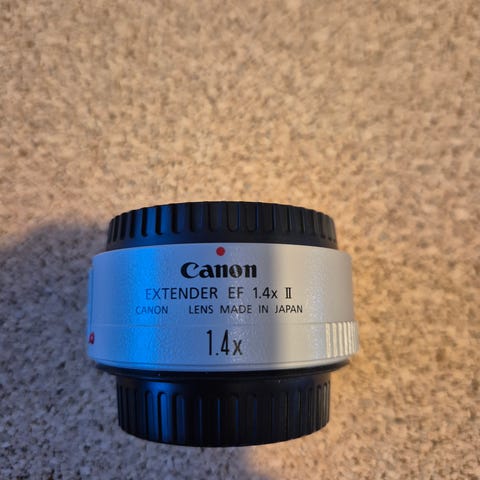 Canon
EXTENDER EF 1.4x II
CANON LENS MADE IN JAPAN
1.4x